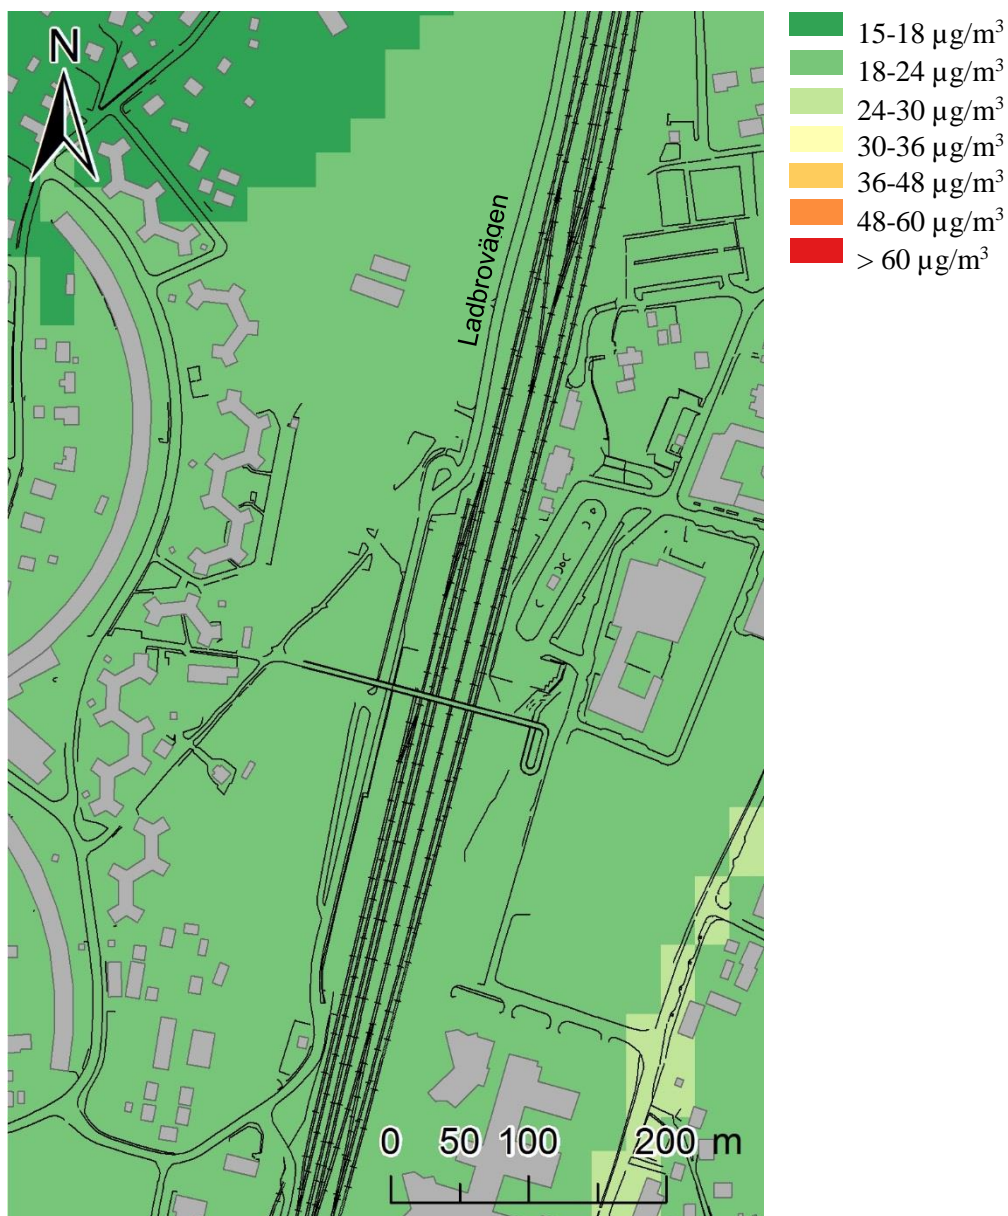 N
Ladbrovägen
0 50 100 200 m
15-18 µg/m³
18-24 µg/m³
24-30 µg/m³
30-36 µg/m³
36-48 µg/m³
48-60 µg/m³
> 60 µg/m³